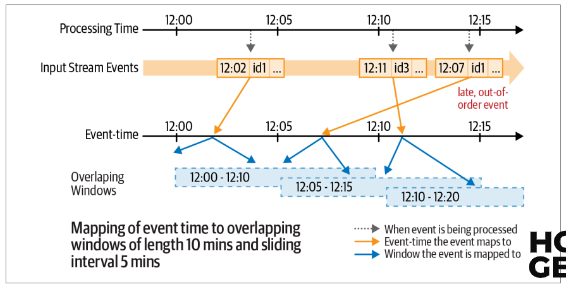 12:00 12:05 12:10 12:15
Processing Time
Input Stream Events 12:02 id1 ... 12:11 id3 ... 12:07 id1 ...
late, out-of-
order event
12:00 12:05 12:10 12:15
Event-time
Overlapping
Windows
12:00 - 12:10
12:05 - 12:15
12:10 - 12:20
Mapping of event time to overlapping
windows of length 10 mins and sliding
interval 5 mins
When event is being processed
Event-time the event maps to
Window the event is mapped to
HO
GE